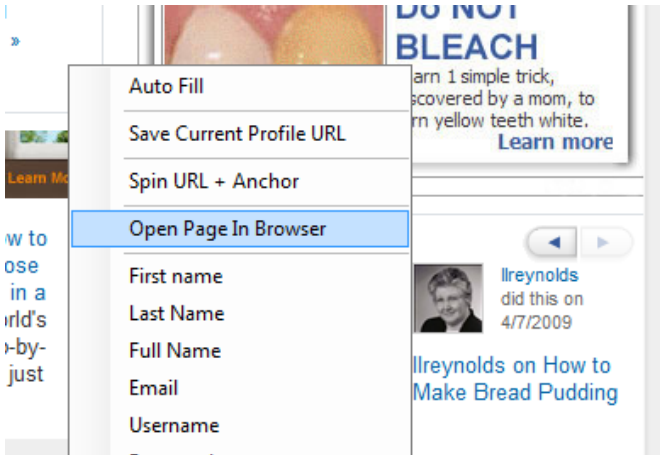 DO NOT
BLEACH
arn 1 simple trick,
scovered by a mom, to
rn yellow teeth white.
Learn more
»
Auto Fill
Save Current Profile URL
Spin URL + Anchor
Open Page In Browser
First name
Last Name
Full Name
Email
Username
Learn Mo
w to
ose
in a
rld's
-by-
just
llreynolds
did this on
4/7/2009
llreynolds on How to
Make Bread Pudding